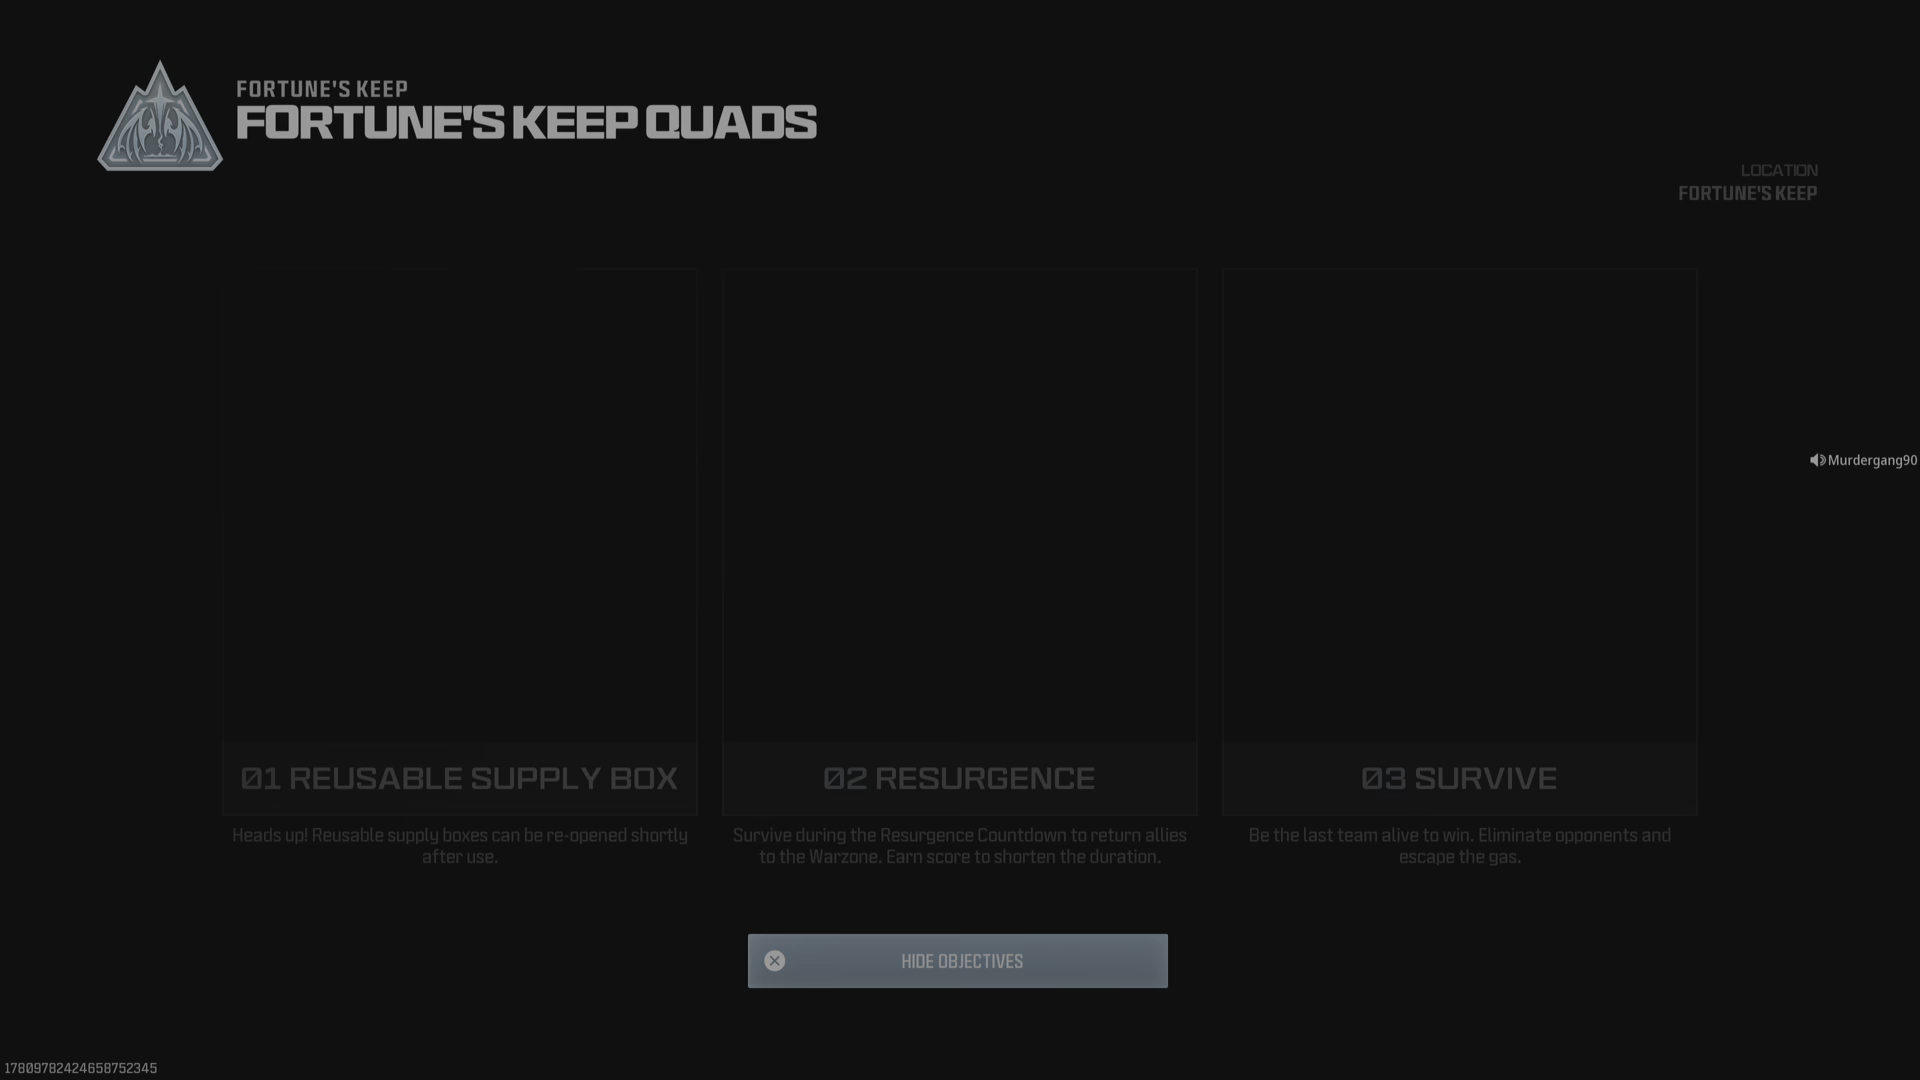 FORTUNE'S KEEP
FORTUNE'S KEEP QUADS
LOCATION
FORTUNE'S KEEP
Murdergang90
01 REUSABLE SUPPLY BOX
Heads up! Reusable supply boxes can be re-opened shortly
after use.
02 RESURGENCE
Survive during the Resurgence Countdown to return allies
to the Warzone. Earn score to shorten the duration.
03 SURVIVE
Be the last team alive to win. Eliminate opponents and
escape the gas.
HIDE OBJECTIVES
17809782424658752345